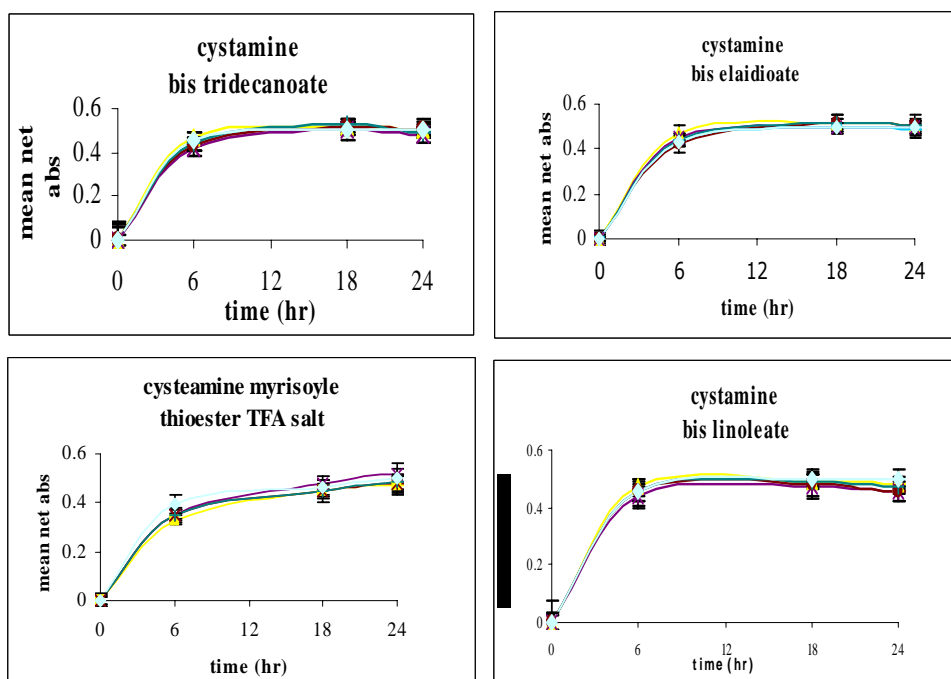 cystamine
bis tridecanoate
mean net
abs
0.6
0.4
0.2
0
0 6 12 18 24
time (hr)
cystamine
bis elaidioate
mean net abs
0.6
0.4
0.2
0
0 6 12 18 24
time (hr)
cysteamine myrisoyle
thioester TFA salt
mean net abs
0.6
0.4
0.2
0
0 6 12 18 24
time (hr)
cystamine
bis linoleate
0.6
0.4
0.2
0
0 6 12 18 24
time (hr)